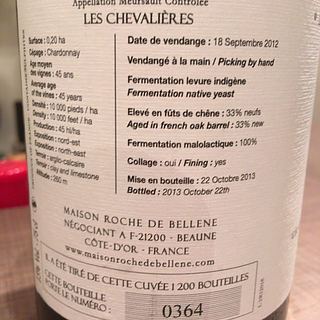 Appellation Meursault Contrôlée
LES CHEVALIÈRES
Surface : 0,20 ha
Cépage : Chardonnay
Age moyen
des vignes : 45 ans
Average age
of the vines : 45 years
Densité : 10 000 pieds / ha
Density : 10 000 feet / ha
Production : 45 hl/ha
Exposition : nord-est
Exposition : north-east
Terroir : argilo-calcaire
Soil : clay and limestone
Altitude : 260 m
Date de vendange : 18 Septembre 2012
Vendangé à la main / Picking by hand
Fermentation levure indigène
Fermentation native yeast
Elevé en fûts de chêne : 33% neufs
Aged in french oak barrel : 33% new
Fermentation malolactique : 100%
Collage : oui / Fining : yes
Mise en bouteille : 22 Octobre 2013
Bottled : 2013 October 22th
MAISON ROCHE DE BELLENE
NÉGOCIANT A F-21200 - BEAUNE
CÔTE-D'OR - FRANCE
www.maisonrochedebellene.com
IL A ÉTÉ TIRÉ DE CETTE CUVÉE 1 200 BOUTEILLES
CETTE BOUTEILLE
PORTE LE NUMÉRO :
0364